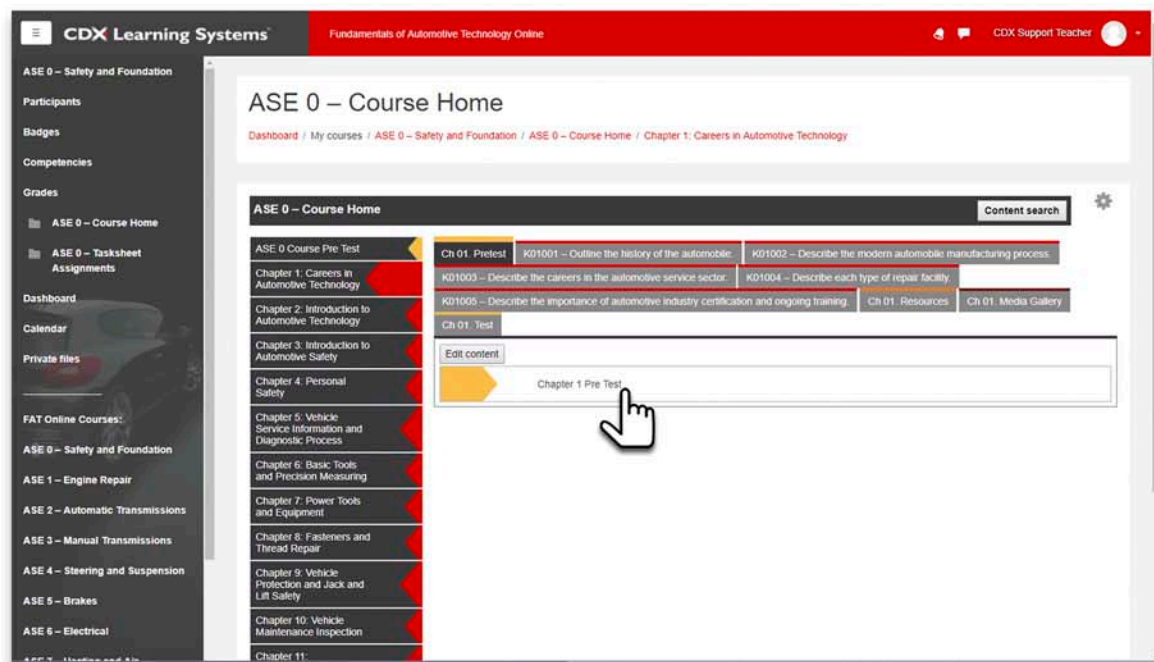 CDX Learning Systems
Fundamentals of Automotive Technology Online
CDX Support Teacher
ASE 0 – Safety and Foundation
Participants
Badges
Competencies
Grades
ASE 0 – Course Home
ASE 0 – Tasksheet
Assignments
Dashboard
Calendar
Private files
FAT Online Courses:
ASE 0 – Safety and Foundation
ASE 1 – Engine Repair
ASE 2 – Automatic Transmissions
ASE 3 – Manual Transmissions
ASE 4 – Steering and Suspension
ASE 5 – Brakes
ASE 6 – Electrical
ASE 0 – Course Home
Dashboard / My courses / ASE 0 – Safety and Foundation / ASE 0 – Course Home / Chapter 1: Careers in Automotive Technology
ASE 0 – Course Home
Content search
ASE 0 Course Pre Test
Chapter 1: Careers in
Automotive Technology
Chapter 2: Introduction to
Automotive Technology
Chapter 3: Introduction to
Automotive Safety
Chapter 4: Personal
Safety
Chapter 5: Vehicle
Service Information and
Diagnostic Process
Chapter 6: Basic Tools
and Precision Measuring
Chapter 7: Power Tools
and Equipment
Chapter 8: Fasteners and
Thread Repair
Chapter 9: Vehicle
Protection and Jack and
Lift Safety
Chapter 10: Vehicle
Maintenance Inspection
Chapter 11:
Ch 01. Pretest
K01001 – Outline the history of the automobile.
K01002 – Describe the modern automobile manufacturing process.
K01003 – Describe the careers in the automotive service sector.
K01004 – Describe each type of repair facility.
K01005 – Describe the importance of automotive industry certification and ongoing training.
Ch 01. Resources
Ch 01. Media Gallery
Ch 01. Test
Edit content
Chapter 1 Pre Test